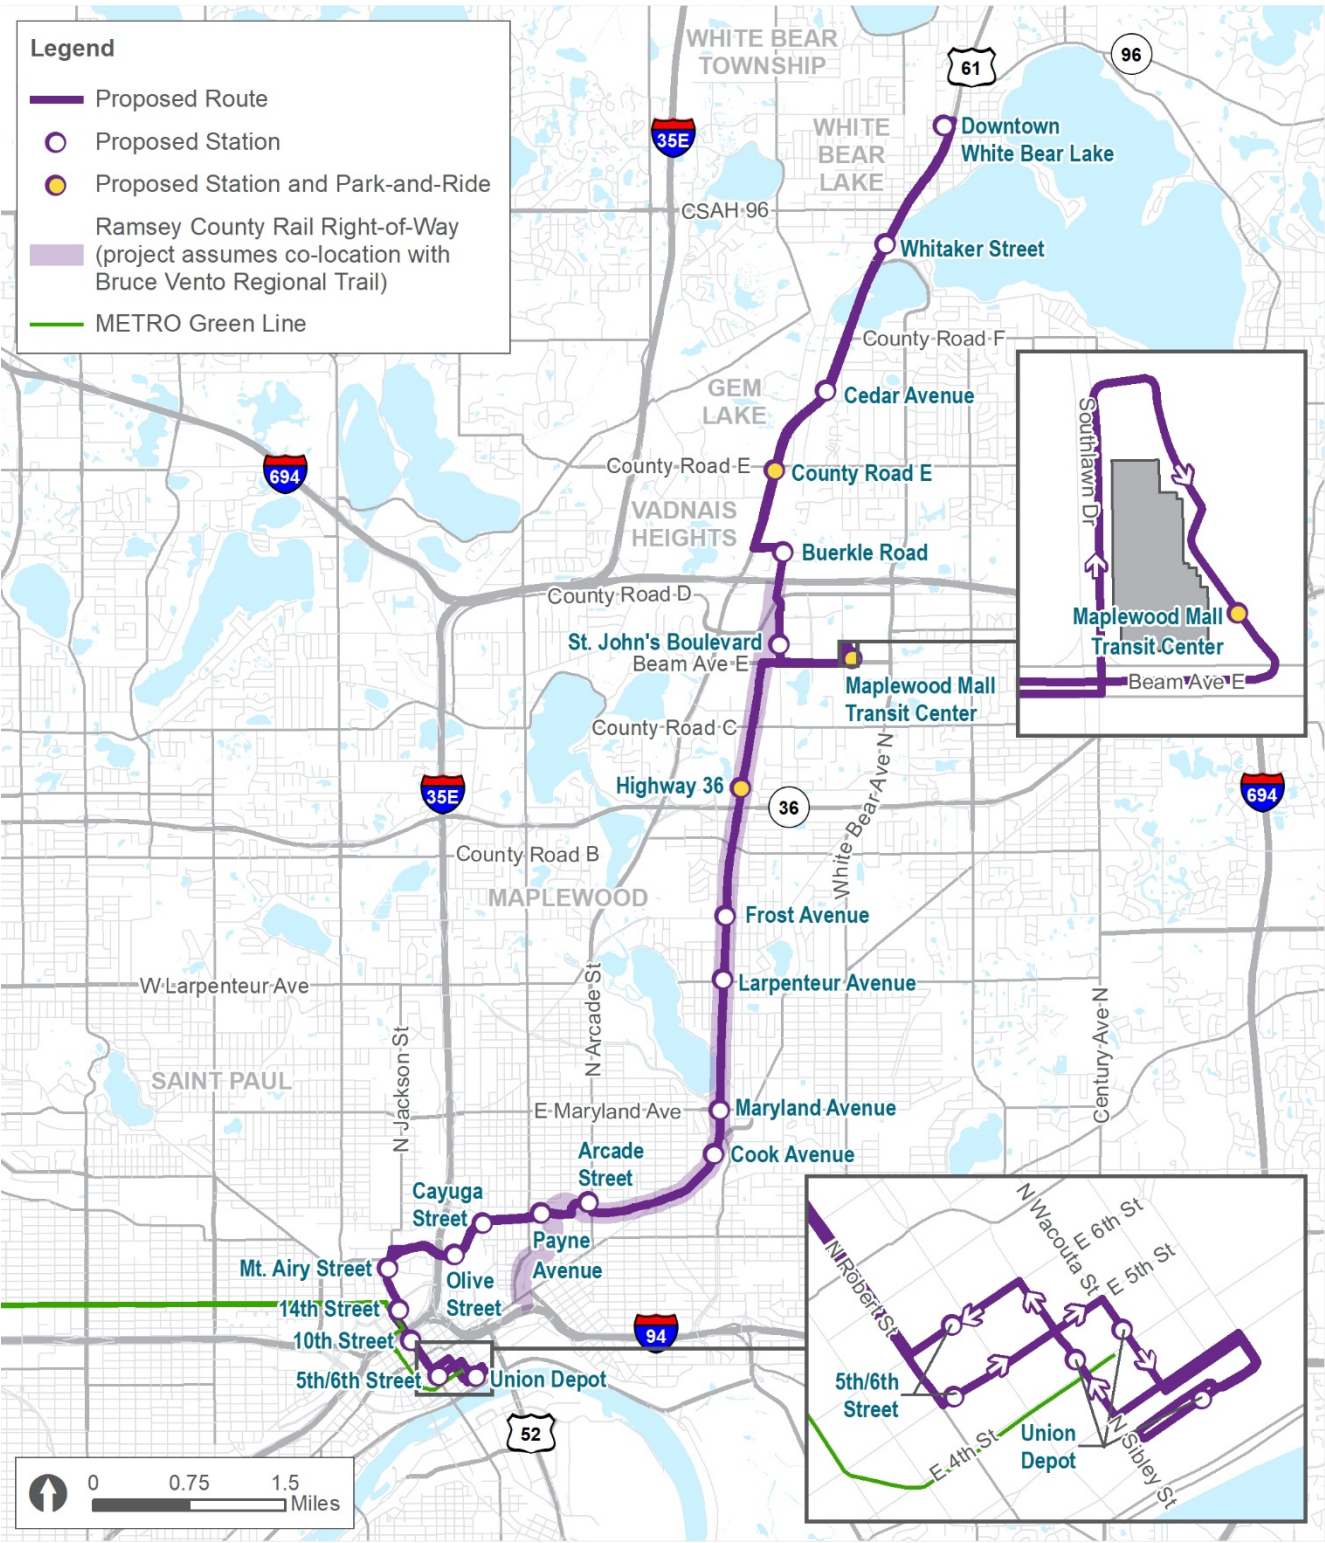 Legend
Proposed Route
Proposed Station
Proposed Station and Park-and-Ride
Ramsey County Rail Right-of-Way
(project assumes co-location with
Bruce Vento Regional Trail)
METRO Green Line
WHITE BEAR
TOWNSHIP
61
96
35E
WHITE
BEAR
LAKE
Downtown
White Bear Lake
CSAH 96
Whitaker Street
County Road F
GEM
LAKE
Cedar Avenue
694
County Road E
County Road E
VADNAIS
HEIGHTS
Buerkle Road
County Road D
St. John's Boulevard
Beam Ave E
Maplewood Mall
Transit Center
Southlawn Dr
Maplewood Mall
Transit Center
Beam Ave E
County Road C
Highway 36
36
35E
694
White Bear Ave N
County Road B
MAPLEWOOD
Frost Avenue
Larpenteur Avenue
W Larpenteur Ave
N Jackson St
N Arcade St
Century Ave N
SAINT PAUL
E Maryland Ave
Maryland Avenue
Cook Avenue
Arcade
Street
Cayuga
Street
Payne
Avenue
Mt. Airy Street
Olive
Street
14th Street
10th Street
94
5th/6th Street
Union Depot
52
N Robert St
N Wacouta St
E 6th St
E 5th St
5th/6th
Street
E 4th St
Union
Depot
N Sibley St
0 0.75 1.5
Miles